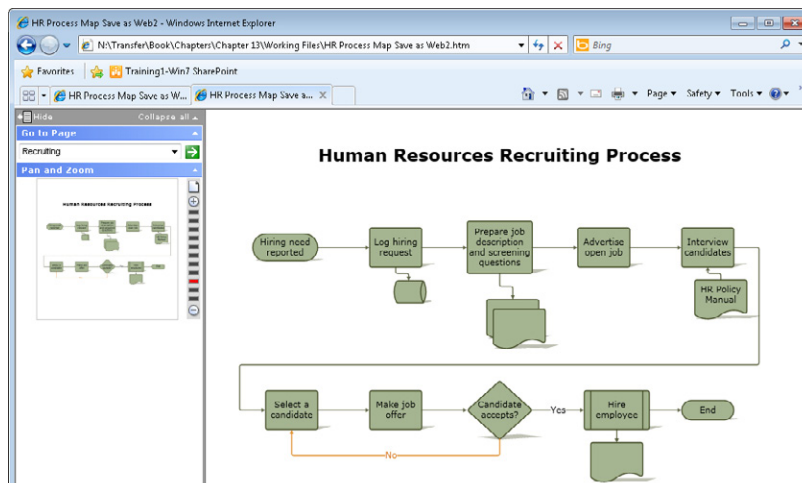 HR Process Map Save as Web2 - Windows Internet Explorer
N:\Transfer\Book\Chapters\Chapter 13\Working Files\HR Process Map Save as Web2.htm
Bing
Favorites
Training1-Win7 SharePoint
HR Process Map Save as W...
HR Process Map Save a...
Page
Safety
Tools
Hide
Collapse all
Go to Page
Recruiting
Pan and Zoom
Human Resources Recruiting Process
Human Resources Recruiting Process
Hiring need
reported
Log hiring
request
Prepare job
description
and screening
questions
Advertise
open job
Interview
candidates
HR Policy
Manual
Select a
candidate
Make job
offer
Candidate
accepts?
Yes
Hire
employee
End
No